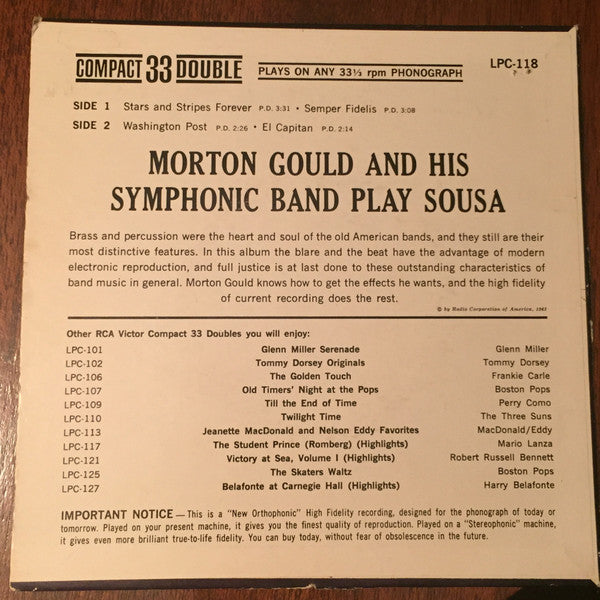 COMPACT 33 DOUBLE PLAYS ON ANY 33⅓ rpm PHONOGRAPH LPC-118
SIDE 1 Stars and Stripes Forever P.D. 3:31 • Semper Fidelis P.D. 3:08
SIDE 2 Washington Post P.D. 2:26 • El Capitan P.D. 2:14
MORTON GOULD AND HIS
SYMPHONIC BAND PLAY SOUSA
Brass and percussion were the heart and soul of the old American bands, and they still are their
most distinctive features. In this album the blare and the beat have the advantage of modern
electronic reproduction, and full justice is at last done to these outstanding characteristics of
band music in general. Morton Gould knows how to get the effects he wants, and the high fidelity
of current recording does the rest.
© by Radio Corporation of America, 1961
Other RCA Victor Compact 33 Doubles you will enjoy:
LPC-101 Glenn Miller Serenade Glenn Miller
LPC-102 Tommy Dorsey Originals Tommy Dorsey
LPC-106 The Golden Touch Frankie Carle
LPC-107 Old Timers' Night at the Pops Boston Pops
LPC-109 Till the End of Time Perry Como
LPC-110 Twilight Time The Three Suns
LPC-113 Jeanette MacDonald and Nelson Eddy Favorites MacDonald/Eddy
LPC-117 The Student Prince (Romberg) (Highlights) Mario Lanza
LPC-121 Victory at Sea, Volume I (Highlights) Robert Russell Bennett
LPC-125 The Skaters Waltz Boston Pops
LPC-127 Belafonte at Carnegie Hall (Highlights) Harry Belafonte
IMPORTANT NOTICE — This is a "New Orthophonic" High Fidelity recording, designed for the phonograph of today or
tomorrow. Played on your present machine, it gives you the finest quality of reproduction. Played on a "Stereophonic" machine,
it gives even more brilliant true-to-life fidelity. You can buy today, without fear of obsolescence in the future.